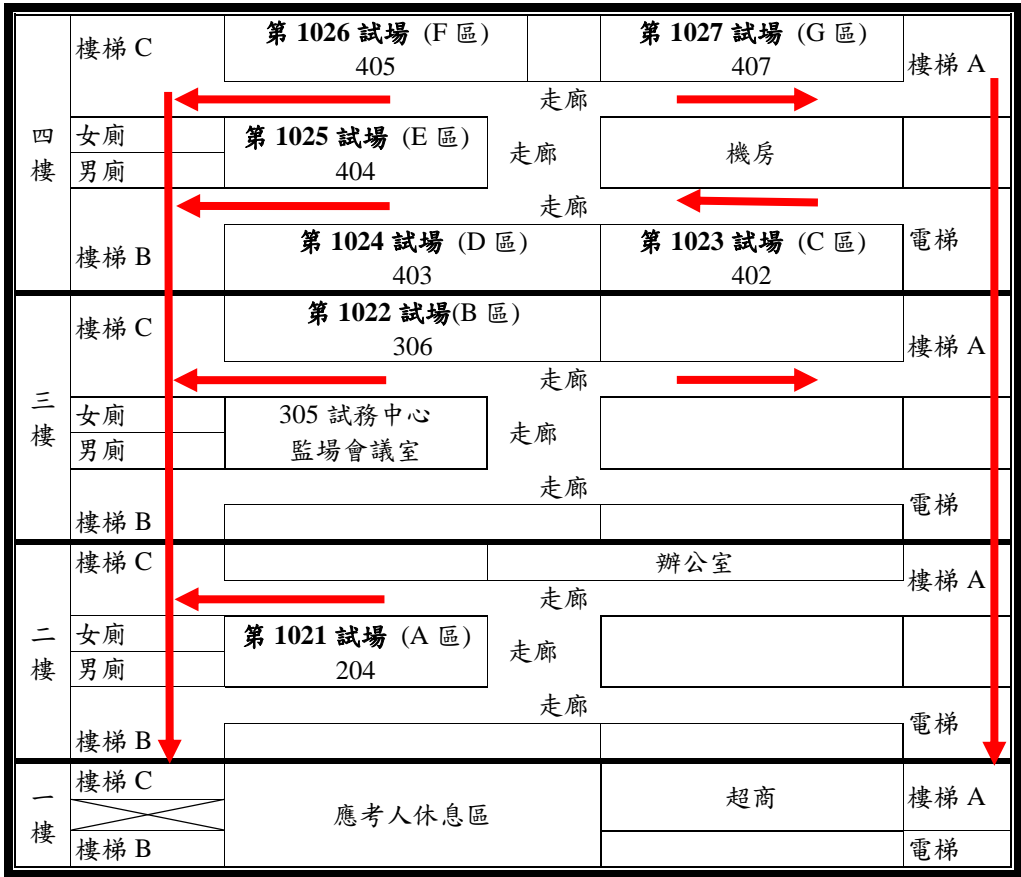 四樓
樓梯 C
第 1026 試場 (F 區)
405
第 1027 試場 (G 區)
407
樓梯 A
走廊
女廁
男廁
第 1025 試場 (E 區)
404
走廊
機房
走廊
樓梯 B
第 1024 試場 (D 區)
403
第 1023 試場 (C 區)
402
電梯
三樓
樓梯 C
第 1022 試場(B 區)
306
樓梯 A
走廊
女廁
男廁
305 試務中心
監場會議室
走廊
走廊
樓梯 B
電梯
二樓
樓梯 C
辦公室
樓梯 A
走廊
女廁
男廁
第 1021 試場 (A 區)
204
走廊
走廊
樓梯 B
電梯
一樓
樓梯 C
應考人休息區
超商
樓梯 A
樓梯 B
電梯